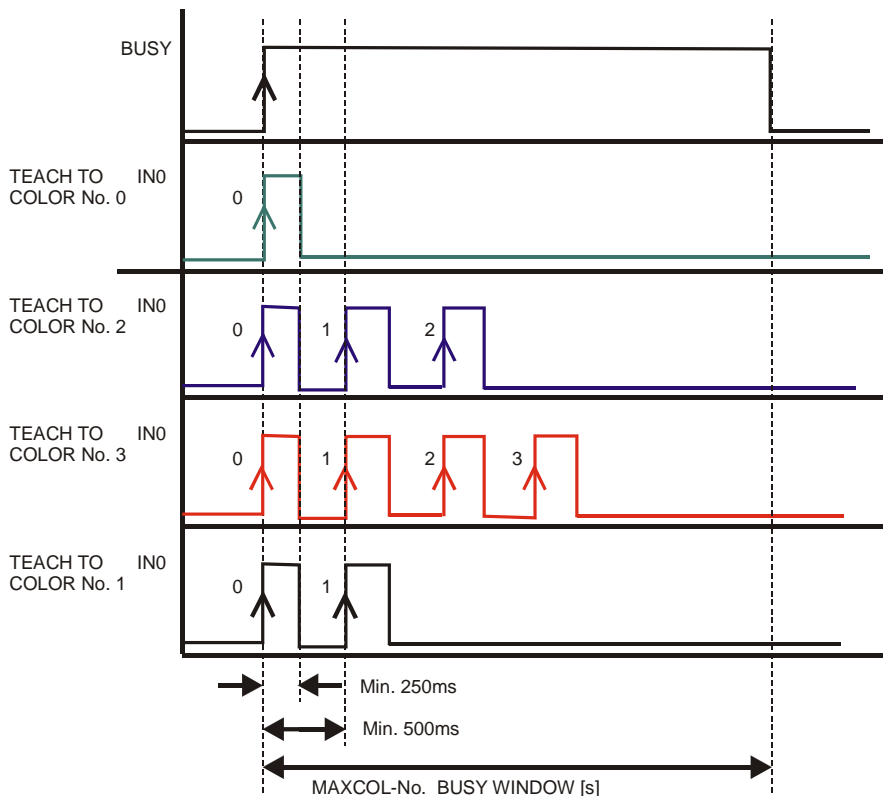 BUSY
TEACH TO IN0
COLOR No. 0
0
TEACH TO IN0
COLOR No. 2
0 1 2
TEACH TO IN0
COLOR No. 3
0 1 2 3
TEACH TO IN0
COLOR No. 1
0 1
Min. 250ms
Min. 500ms
MAXCOL-No. BUSY WINDOW [s]